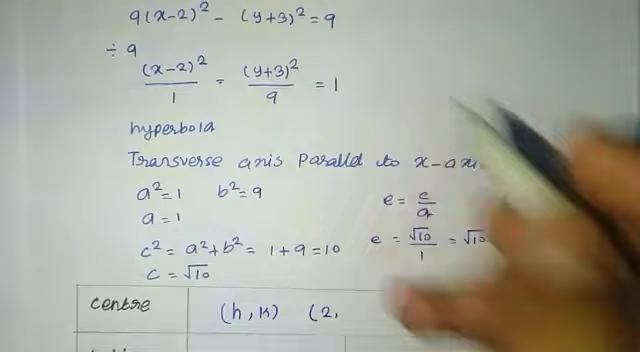 9(x-2)² - (y+3)² = 9
÷ 9
(x-2)²/1 - (y+3)²/9 = 1
hyperbola
Transverse axis Parallel to x-axi
a² = 1 b² = 9
a = 1
c² = a² + b² = 1 + 9 = 10
c = √10
e = c/a
e = √10/1 = √10
centre (h, k) (2,